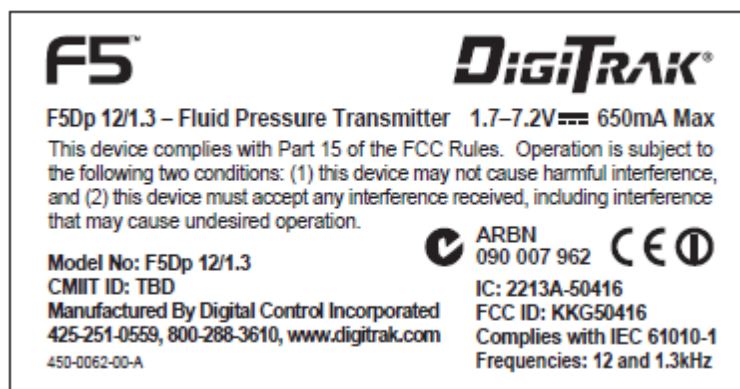 F5™ DIGITRAK®
F5Dp 12/1.3 – Fluid Pressure Transmitter 1.7–7.2V 650mA Max
This device complies with Part 15 of the FCC Rules. Operation is subject to
the following two conditions: (1) this device may not cause harmful interference,
and (2) this device must accept any interference received, including interference
that may cause undesired operation.
Model No: F5Dp 12/1.3
CMIIT ID: TBD
Manufactured By Digital Control Incorporated
425-251-0559, 800-288-3610, www.digitrak.com
450-0062-00-A
ARBN
090 007 962 CE
IC: 2213A-50416
FCC ID: KKG50416
Complies with IEC 61010-1
Frequencies: 12 and 1.3kHz